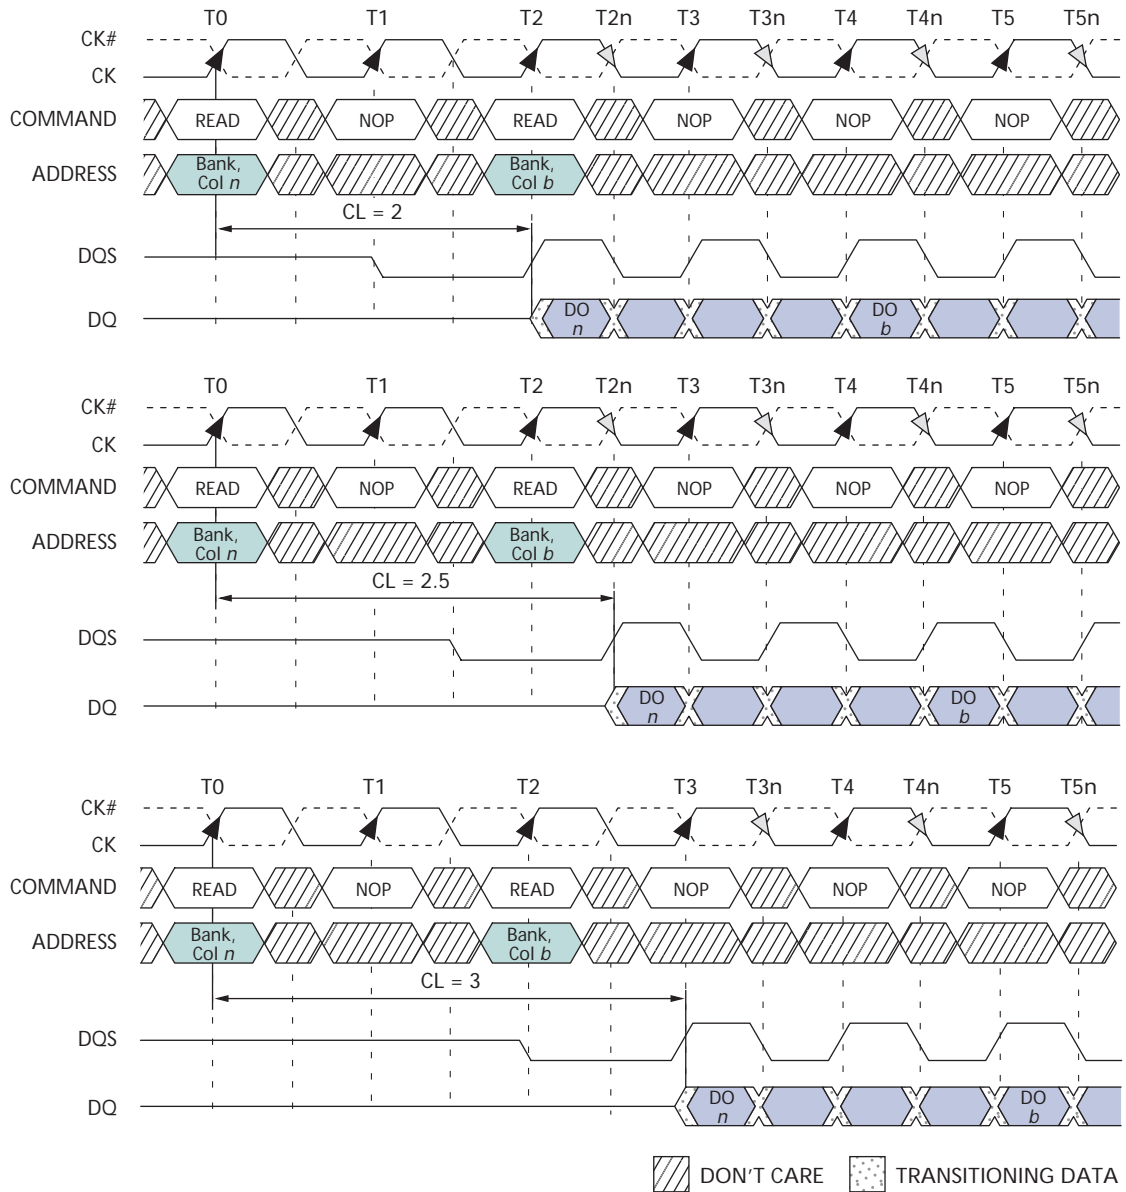 T0 T1 T2 T2n T3 T3n T4 T4n T5 T5n
CK#
CK
COMMAND READ NOP READ NOP NOP NOP
ADDRESS Bank, Col n Bank, Col b
CL = 2
DQS
DQ DO n DO b
T0 T1 T2 T2n T3 T3n T4 T4n T5 T5n
CK#
CK
COMMAND READ NOP READ NOP NOP NOP
ADDRESS Bank, Col n Bank, Col b
CL = 2.5
DQS
DQ DO n DO b
T0 T1 T2 T3 T3n T4 T4n T5 T5n
CK#
CK
COMMAND READ NOP READ NOP NOP NOP
ADDRESS Bank, Col n Bank, Col b
CL = 3
DQS
DQ DO n DO b
DON'T CARE TRANSITIONING DATA